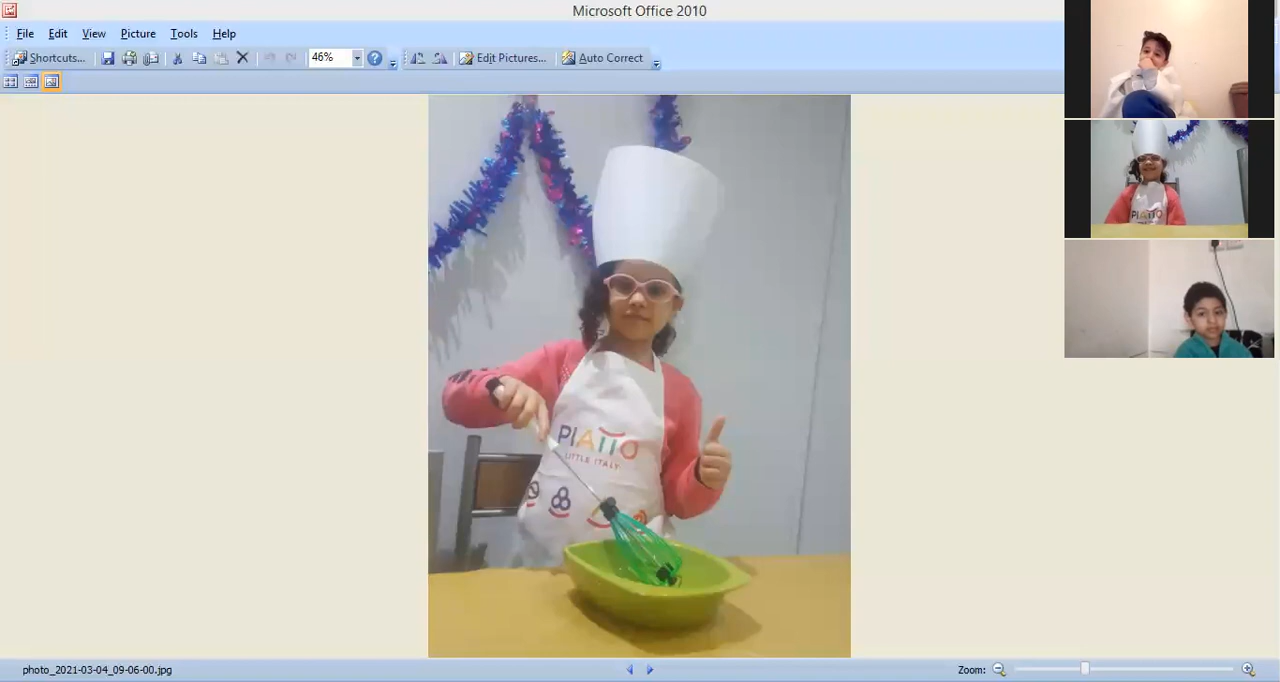 Microsoft Office 2010
File Edit View Picture Tools Help
Shortcuts... 46% Edit Pictures... Auto Correct
PIATTO
LITTLE ITALY
PIATTO
photo_2021-03-04_09-06-00.jpg
Zoom: